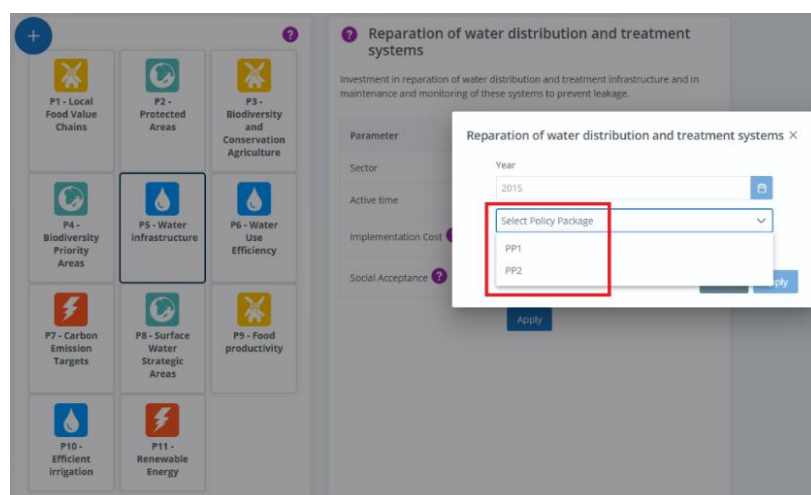 +
?
P1 - Local
Food Value
Chains
P2 -
Protected
Areas
P3 -
Biodiversity
and
Conservation
Agriculture
P4 -
Biodiversity
Priority
Areas
P5 - Water
infrastructure
P6 - Water
Use
Efficiency
P7 - Carbon
Emission
Targets
P8 - Surface
Water
Strategic
Areas
P9 - Food
productivity
P10 -
Efficient
irrigation
P11 -
Renewable
Energy
? Reparation of water distribution and treatment
systems
Investment in reparation of water distribution and treatment infrastructure and in
maintenance and monitoring of these systems to prevent leakage.
Parameter
Sector
Active time
Implementation Cost
Social Acceptance ?
Apply
Reparation of water distribution and treatment systems ×
Year
2015
Select Policy Package
PP1
PP2